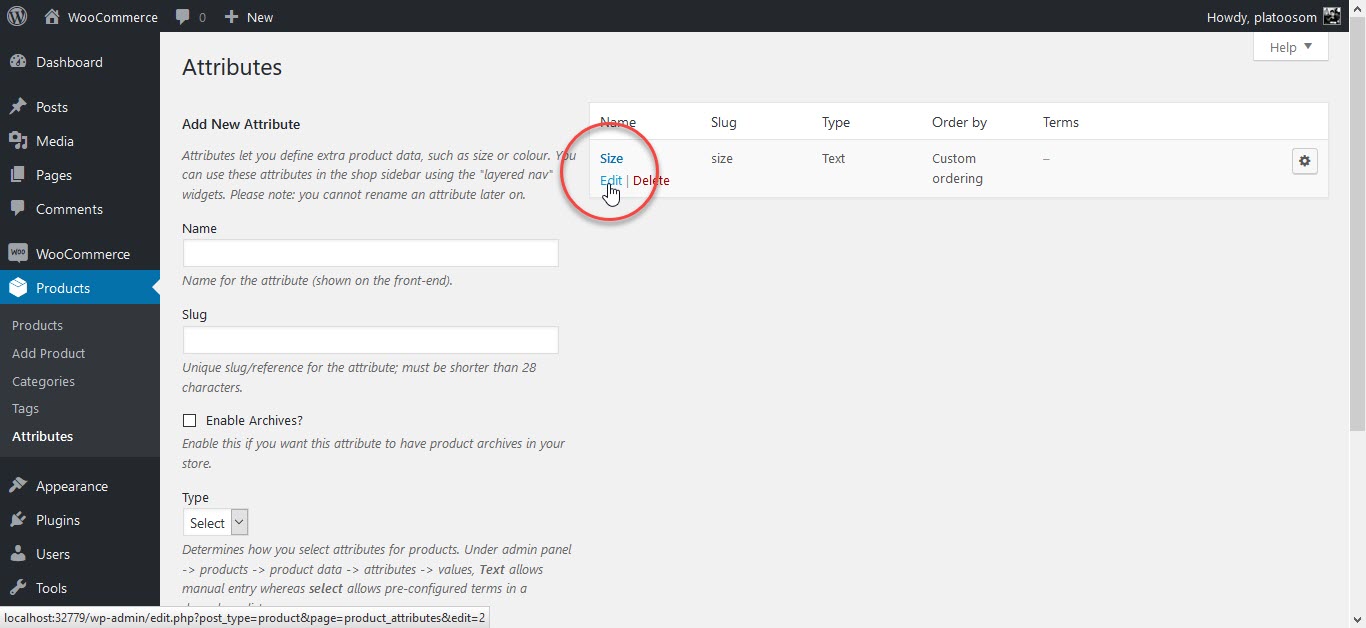 WooCommerce 0 New Howdy, platoosom
Help
Dashboard
Posts
Media
Pages
Comments
WOO WooCommerce
Products
Products
Add Product
Categories
Tags
Attributes
Appearance
Plugins
Users
Tools
Attributes
Add New Attribute
Attributes let you define extra product data, such as size or colour. You
can use these attributes in the shop sidebar using the "layered nav"
widgets. Please note: you cannot rename an attribute later on.
Name
Name for the attribute (shown on the front-end).
Slug
Unique slug/reference for the attribute; must be shorter than 28
characters.
Enable Archives?
Enable this if you want this attribute to have product archives in your
store.
Type
Select
Determines how you select attributes for products. Under admin panel
-> products -> product data -> attributes -> values, Text allows
manual entry whereas select allows pre-configured terms in a
Name Slug Type Order by Terms
Size size Text Custom –
ordering
Edit | Delete
localhost:32779/wp-admin/edit.php?post_type=product&page=product_attributes&edit=2